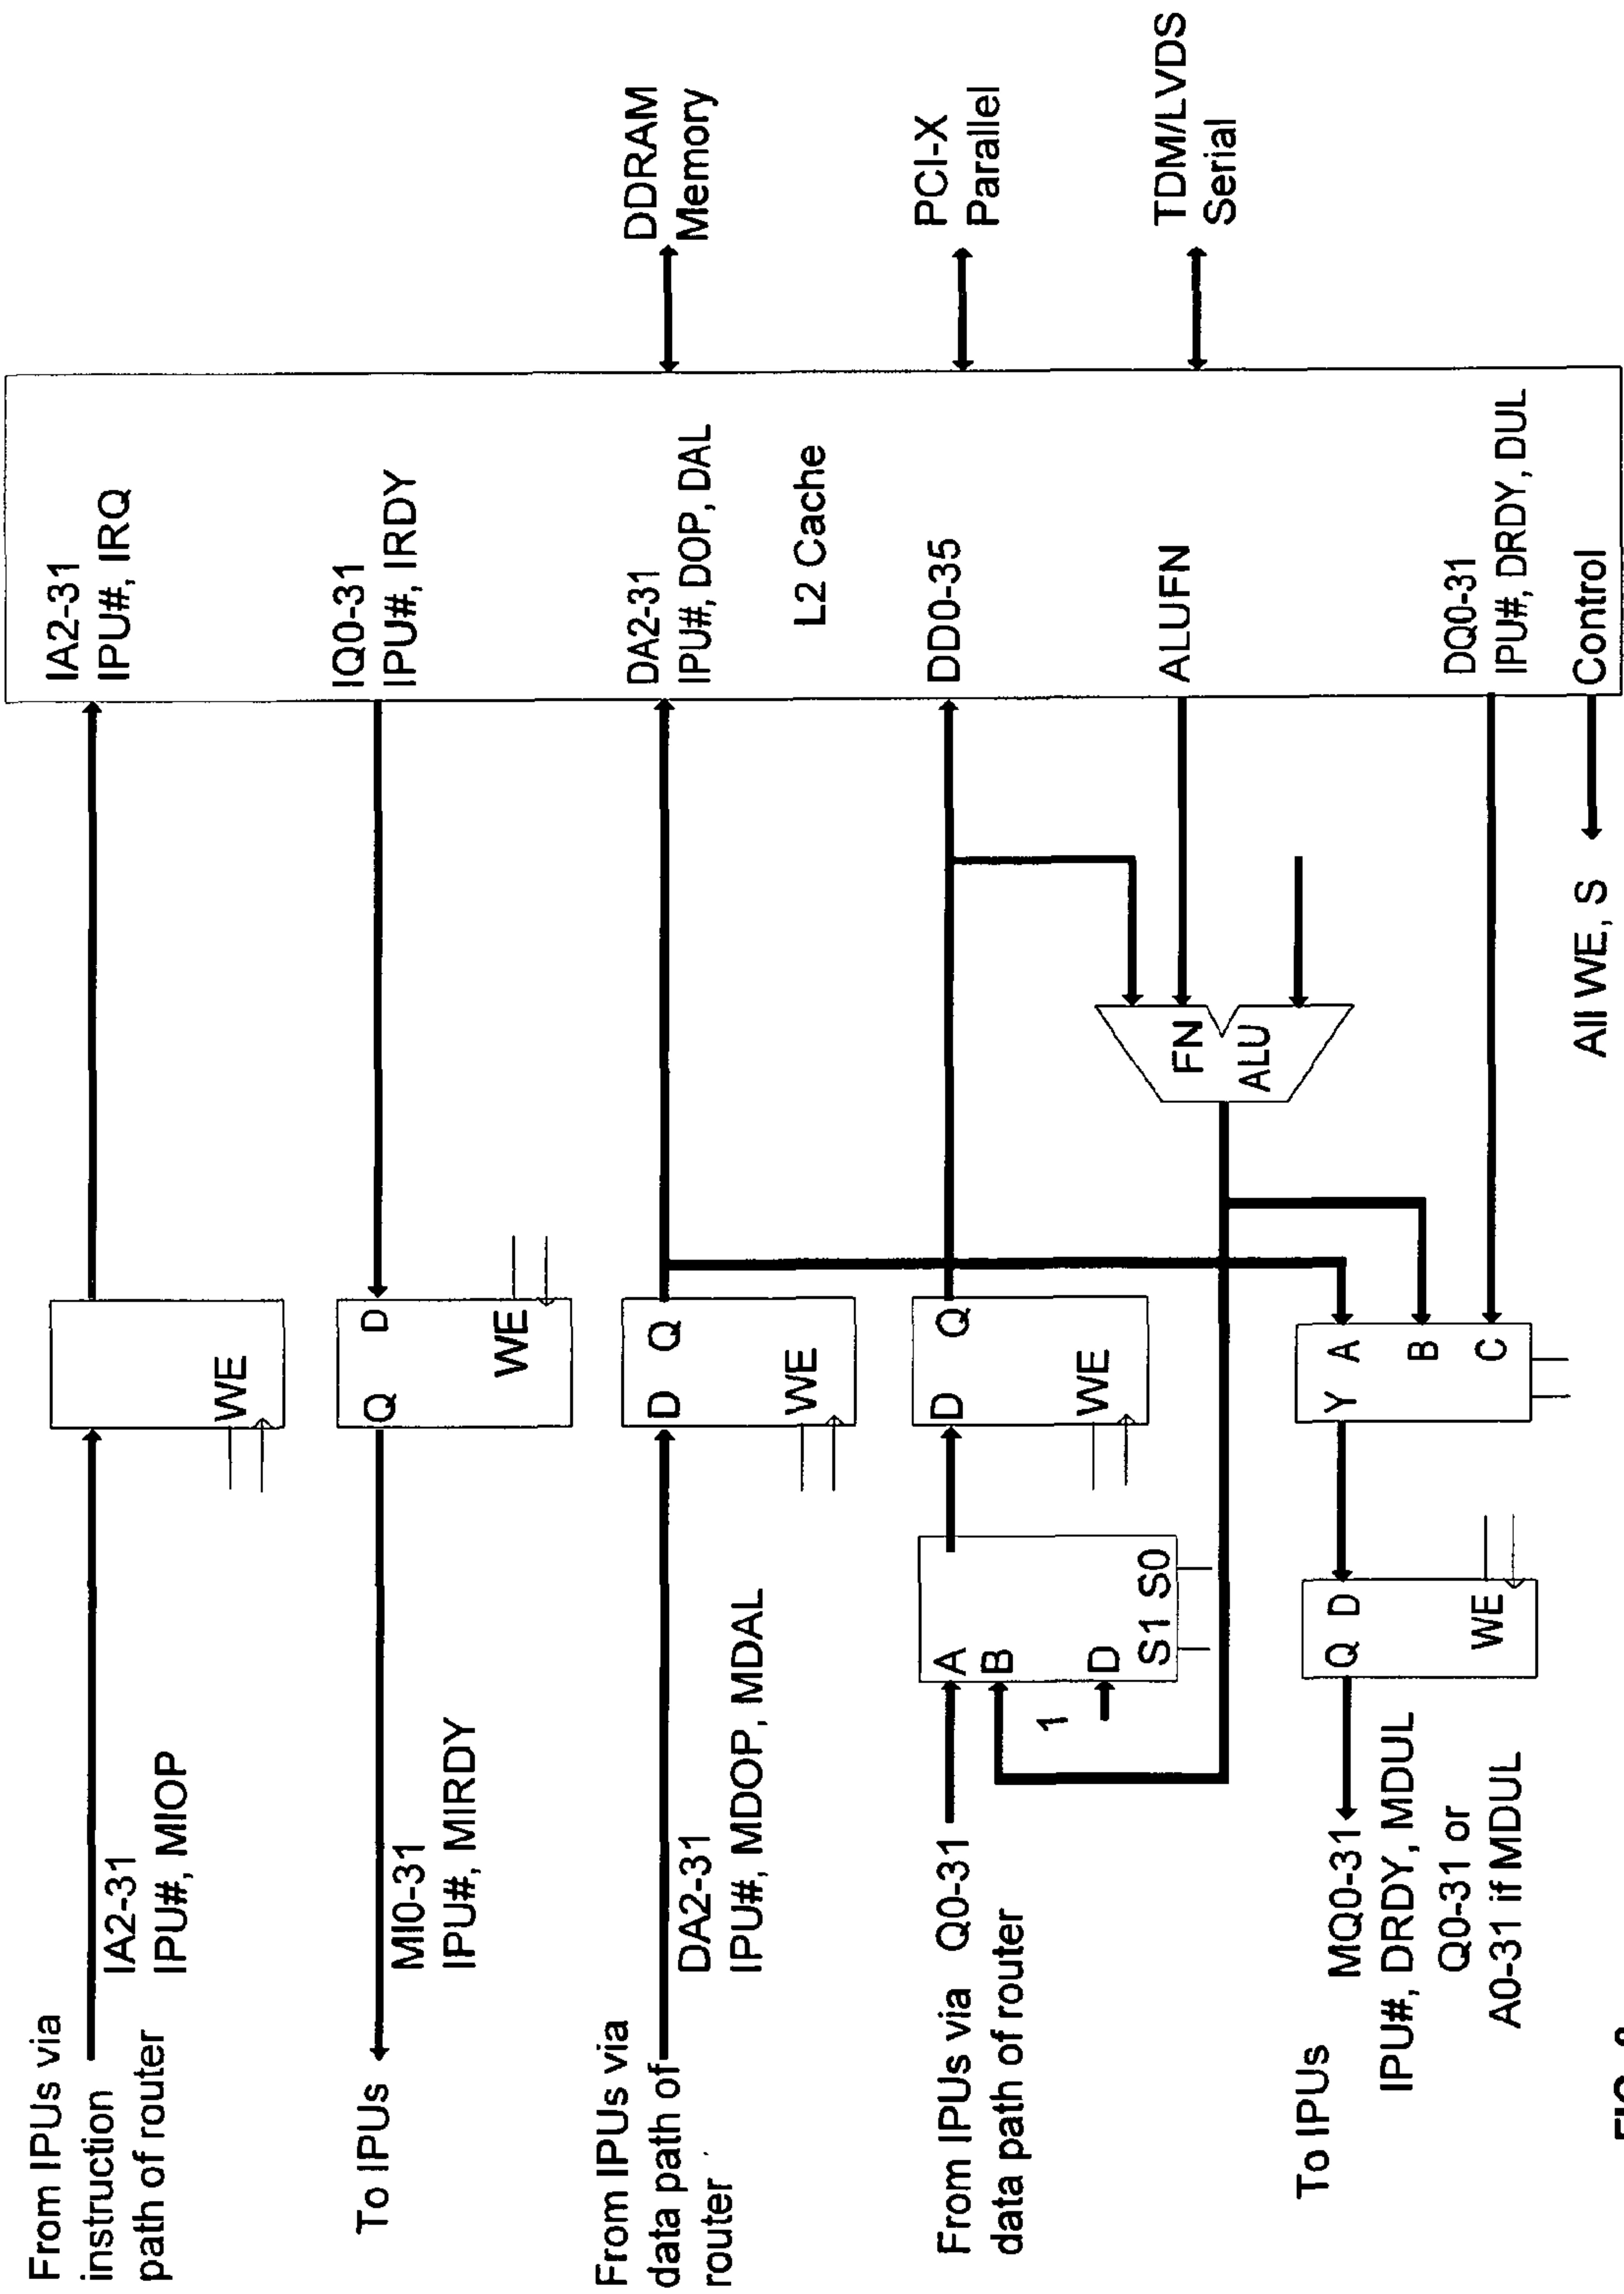 From IPUs via
instruction
path of router
IA2-31
IPU#, MIOP
WE
IA2-31
IPU#, IRQ
To IPUs
MI0-31
IPU#, MIRDY
Q D
WE
IQ0-31
IPU#, IRDY
From IPUs via
data path of
router
DA2-31
IPU#, MDOP, MDAL
D Q
WE
DA2-31
IPU#, DOP, DAL
L2 Cache
DDRAM
Memory
From IPUs via Q0-31
data path of router
A
B
1
D
S1 S0
D Q
WE
DD0-35
PCI-X
Parallel
FN
ALU
ALUFN
TDM/LVDS
Serial
To IPUs
MQ0-31
IPU#, DRDY, MDUL
Q0-31 or
A0-31 if MDUL
Q D
WE
Y A
B
C
DQ0-31
IPU#, DRDY, DUL
All WE, S
Control